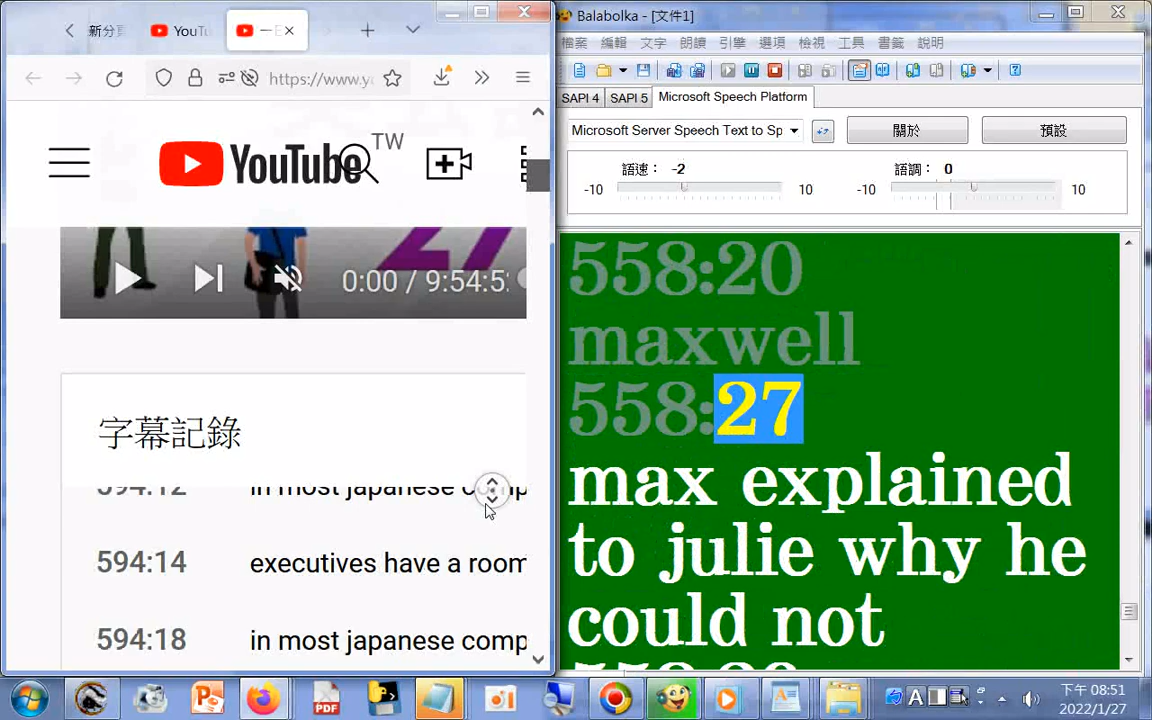 新分
YouTu
https://www.y
YouTube
TW
27
0:00 / 9:54:5
字幕記錄
594:12
in most japanese comp
594:14
executives have a room
594:18
in most japanese comp
Balabolka - [文件1]
檔案 編輯 文字 朗讀 引擎 選項 檢視 工具 書籤 說明
SAPI 4
SAPI 5
Microsoft Speech Platform
Microsoft Server Speech Text to Sp
關於
預設
語速： -2
-10
10
語調： 0
-10
10
558:20
maxwell
558:27
max explained
to julie why he
could not
PDF
A
下午 08:51
2022/1/27